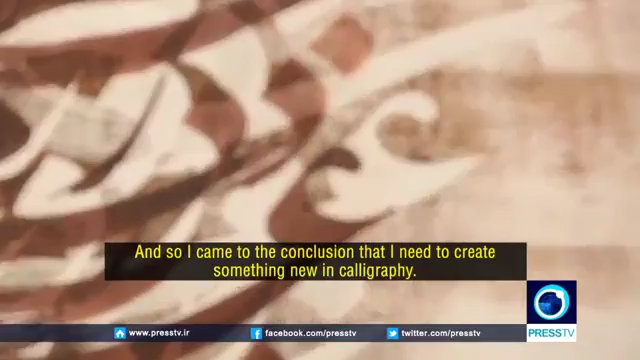 And so I came to the conclusion that I need to create
something new in calligraphy.
PRESSTV
www.presstv.ir
facebook.com/presstv
twitter.com/presstv